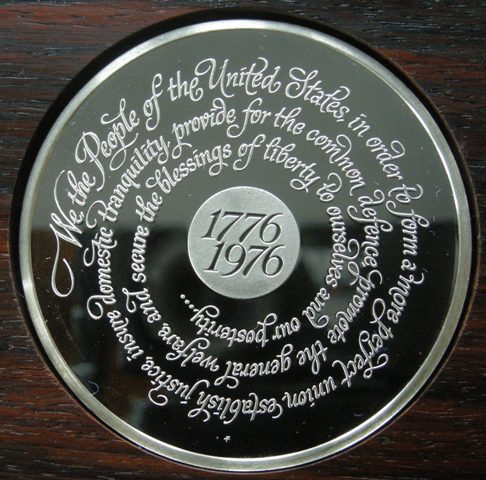 We, the People of the United States, in order to form a more perfect union, establish justice, insure domestic tranquility, provide for the common defence, promote the general welfare, and secure the blessings of liberty to ourselves and our posterity...
1776
1976